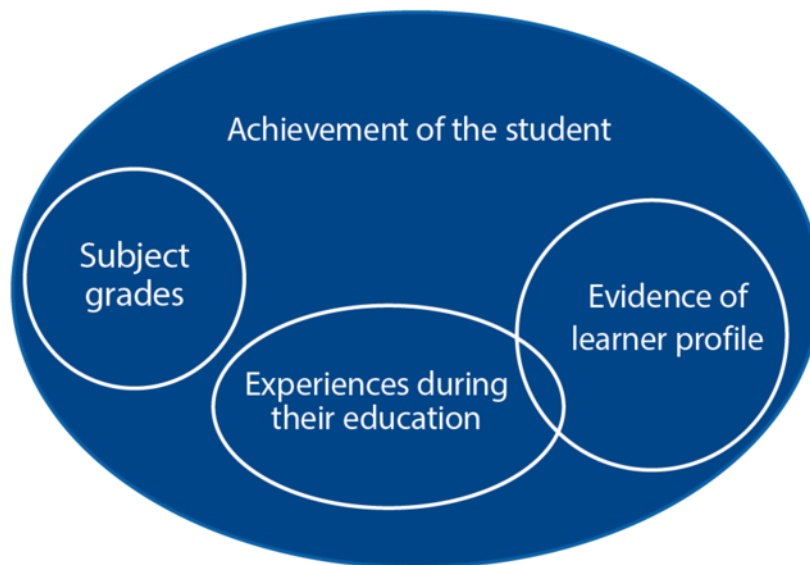 Achievement of the student
Subject
grades
Evidence of
learner profile
Experiences during
their education